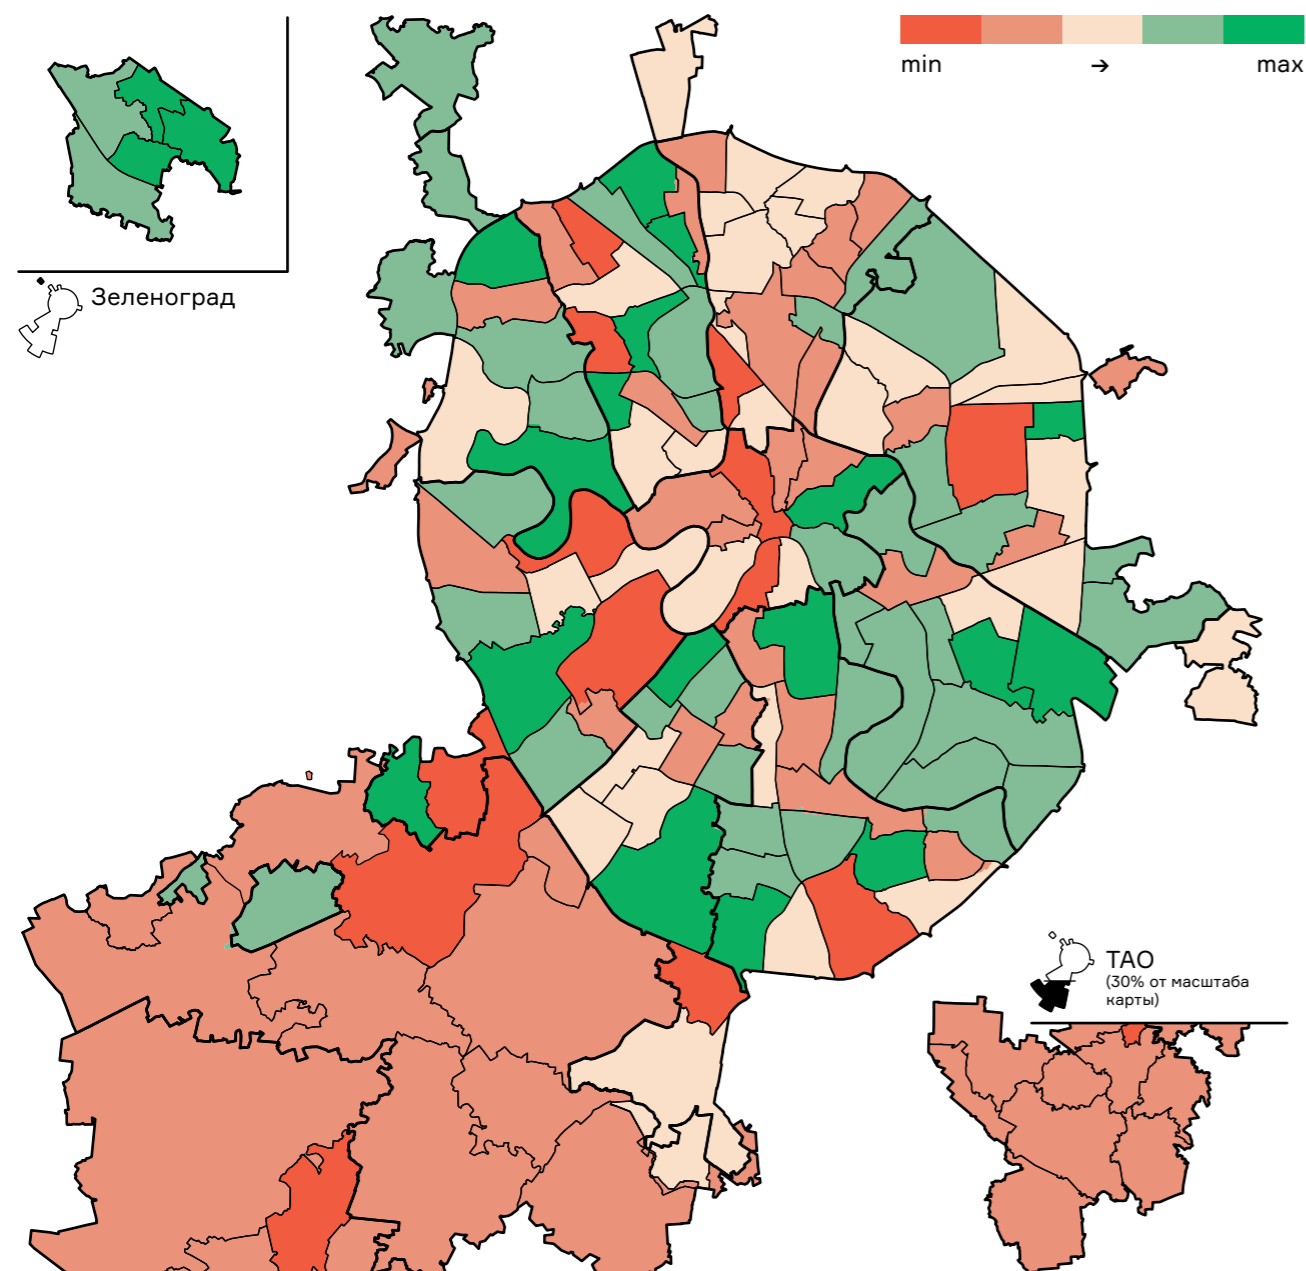 min → max
Зеленоград
ТАО
(30% от масштаба
карты)